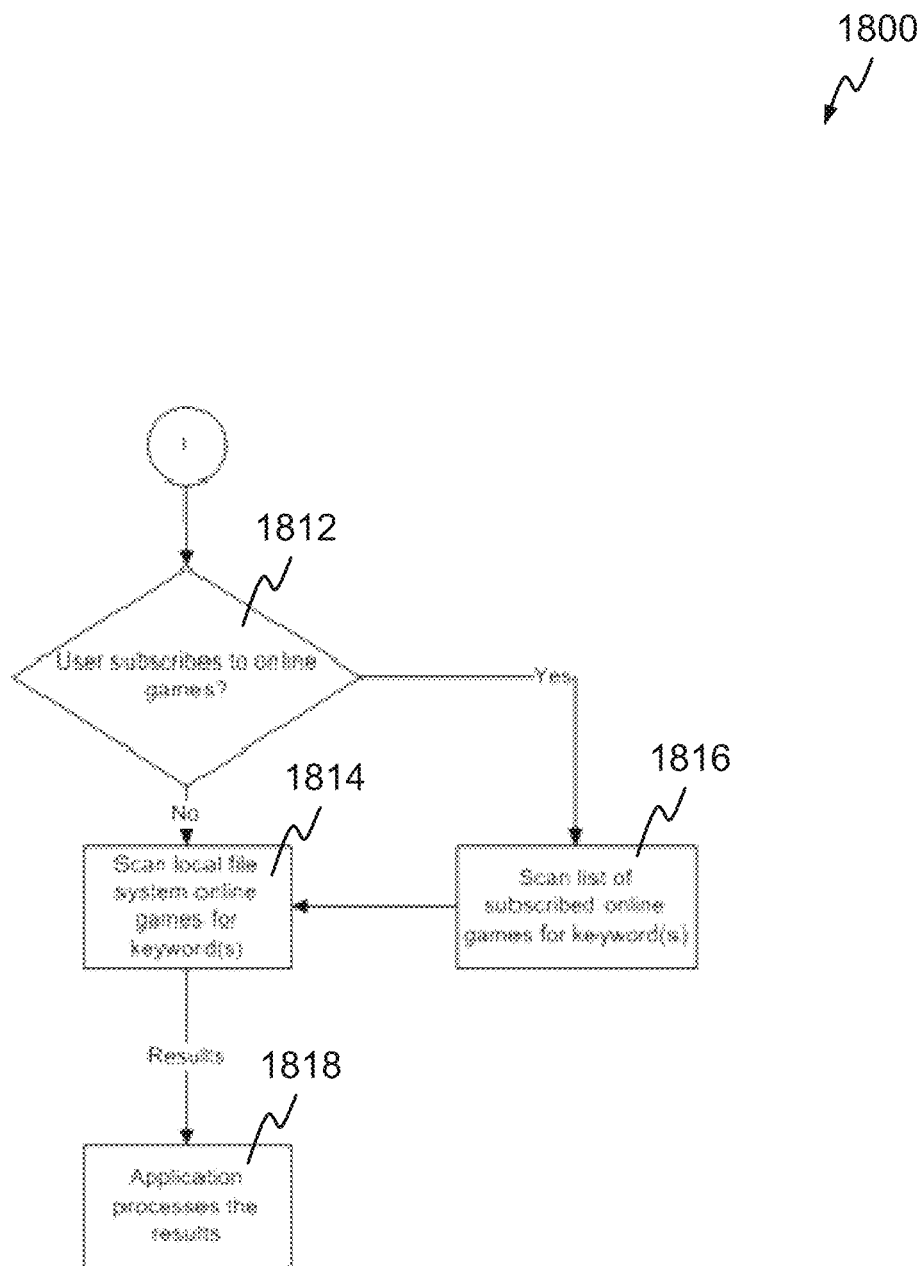 1800
1812
User subscribes to online
games?
Yes
1814
1816
No
Scan local file
system online
games for
keyword(s)
Scan list of
subscribed online
games for keyword(s)
Results
1818
Application
processes the
results